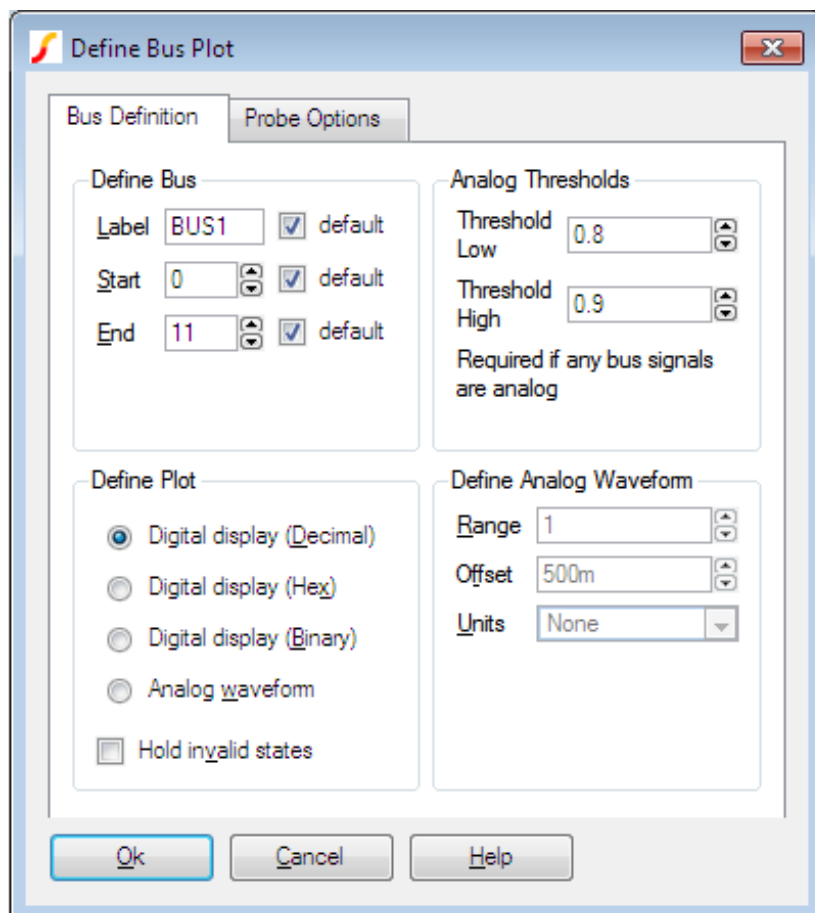 Define Bus Plot
Bus Definition
Probe Options
Define Bus
Label BUS1 default
Start 0 default
End 11 default
Analog Thresholds
Threshold
Low
0.8
Threshold
High
0.9
Required if any bus signals
are analog
Define Plot
Digital display (Decimal)
Digital display (Hex)
Digital display (Binary)
Analog waveform
Hold invalid states
Define Analog Waveform
Range 1
Offset 500m
Units None
Ok
Cancel
Help